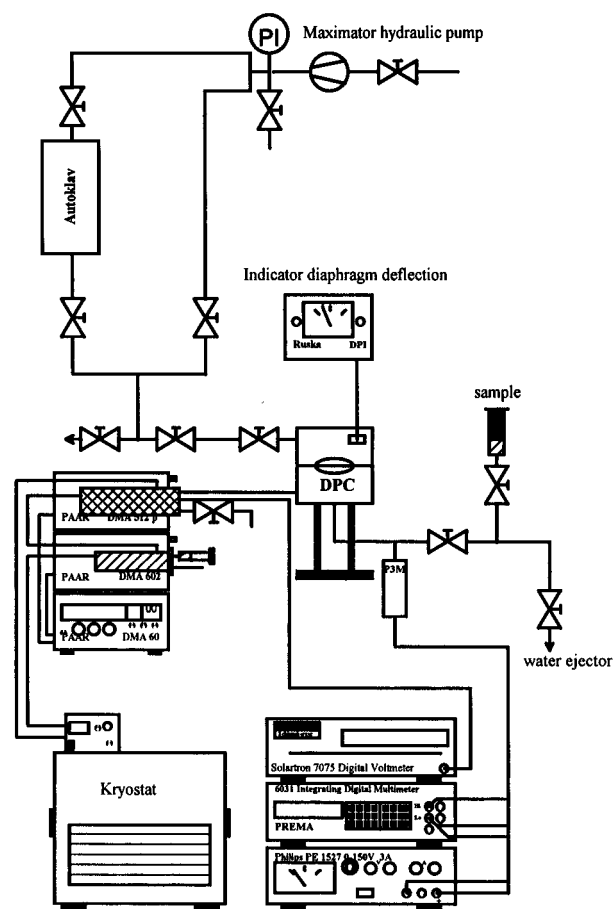 PI
Maximator hydraulic pump
Autoklav
Indicator diaphragm deflection
Ruska DPI
sample
DPC
PAAR DMA 512 p
PAAR DMA 602
PAAR DMA 60
P3M
water ejector
Kryostat
Solartron 7075 Digital Voltmeter
6031 Integrating Digital Multimeter
Hi
Lo
PREMA
Philips PE 1527 0-150V ,3A